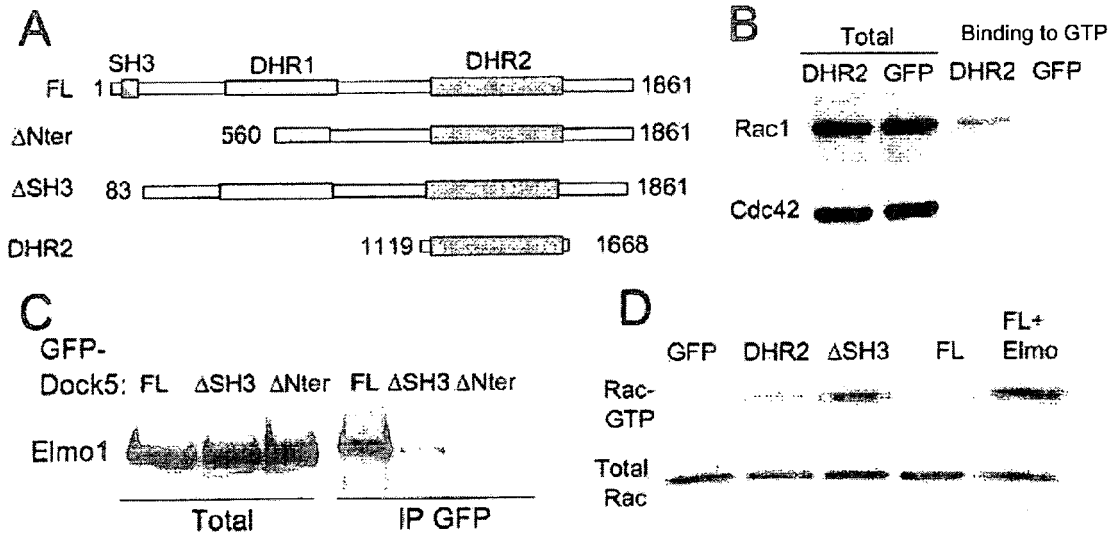 A
SH3 DHR1 DHR2
FL 1 1861
ΔNter 560 1861
ΔSH3 83 1861
DHR2 1119 1668
B
Total Binding to GTP
DHR2 GFP DHR2 GFP
Rac1
Cdc42
C
GFP-
Dock5: FL ΔSH3 ΔNter FL ΔSH3 ΔNter
Elmo1
Total IP GFP
D
FL+
GFP DHR2 ΔSH3 FL Elmo
Rac-
GTP
Total
Rac